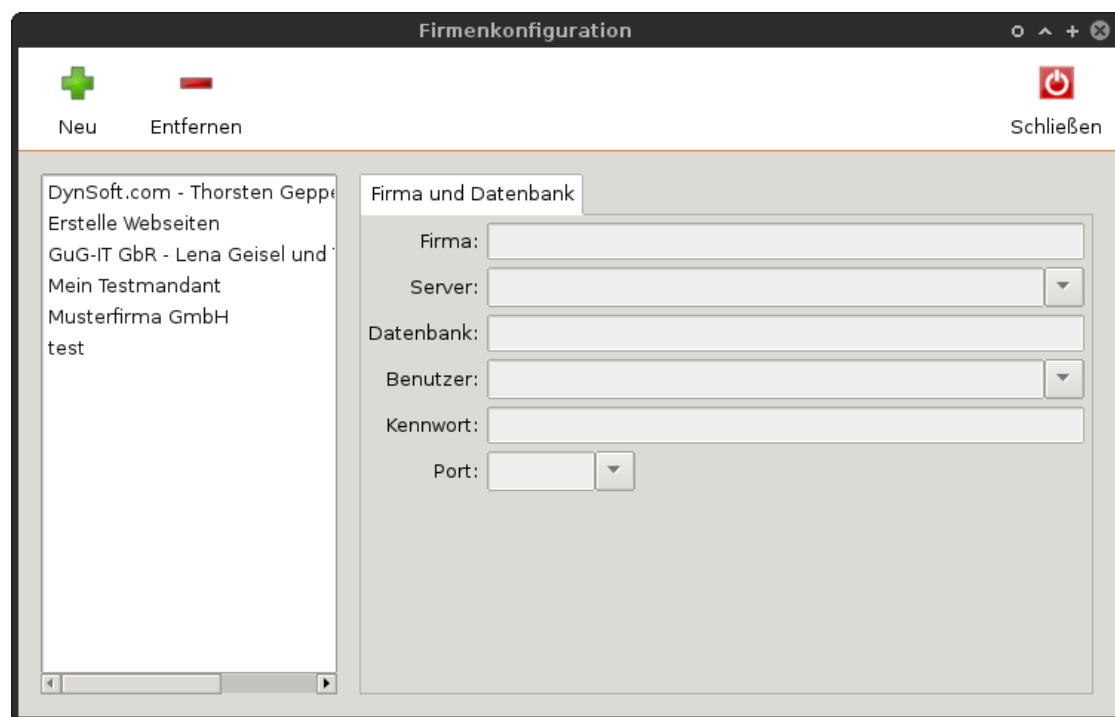 Firmenkonfiguration
Neu
Entfernen
Schließen
DynSoft.com - Thorsten Geppe
Erstelle Webseiten
GuG-IT GbR - Lena Geisel und
Mein Testmandant
Musterfirma GmbH
test
Firma und Datenbank
Firma:
Server:
Datenbank:
Benutzer:
Kennwort:
Port: